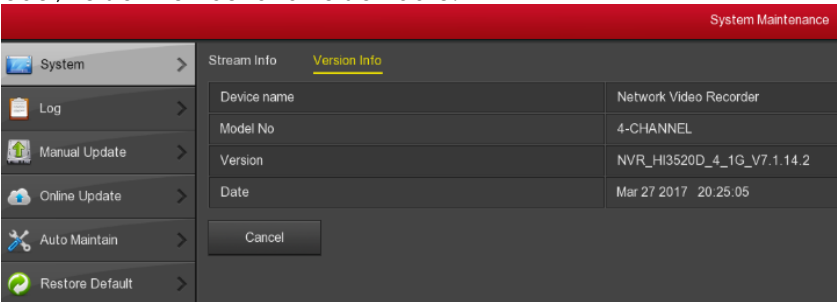 System Maintenance
System
Log
Manual Update
Online Update
Auto Maintain
Restore Default
Stream Info Version Info
Device name Network Video Recorder
Model No 4-CHANNEL
Version NVR_HI3520D_4_1G_V7.1.14.2
Date Mar 27 2017 20:25:05
Cancel